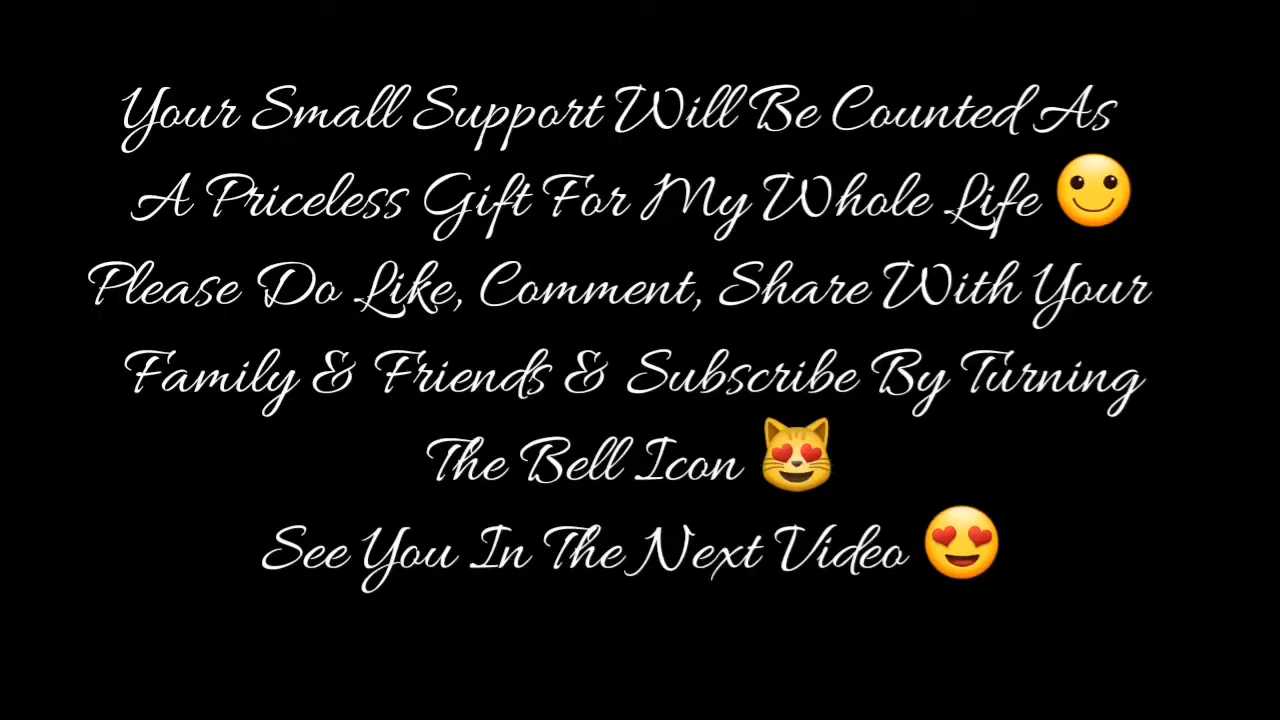 Your Small Support Will Be Counted As
A Priceless Gift For My Whole Life 🙂
Please Do Like, Comment, Share With Your
Family & Friends & Subscribe By Turning
The Bell Icon 😻
See You In The Next Video 😍